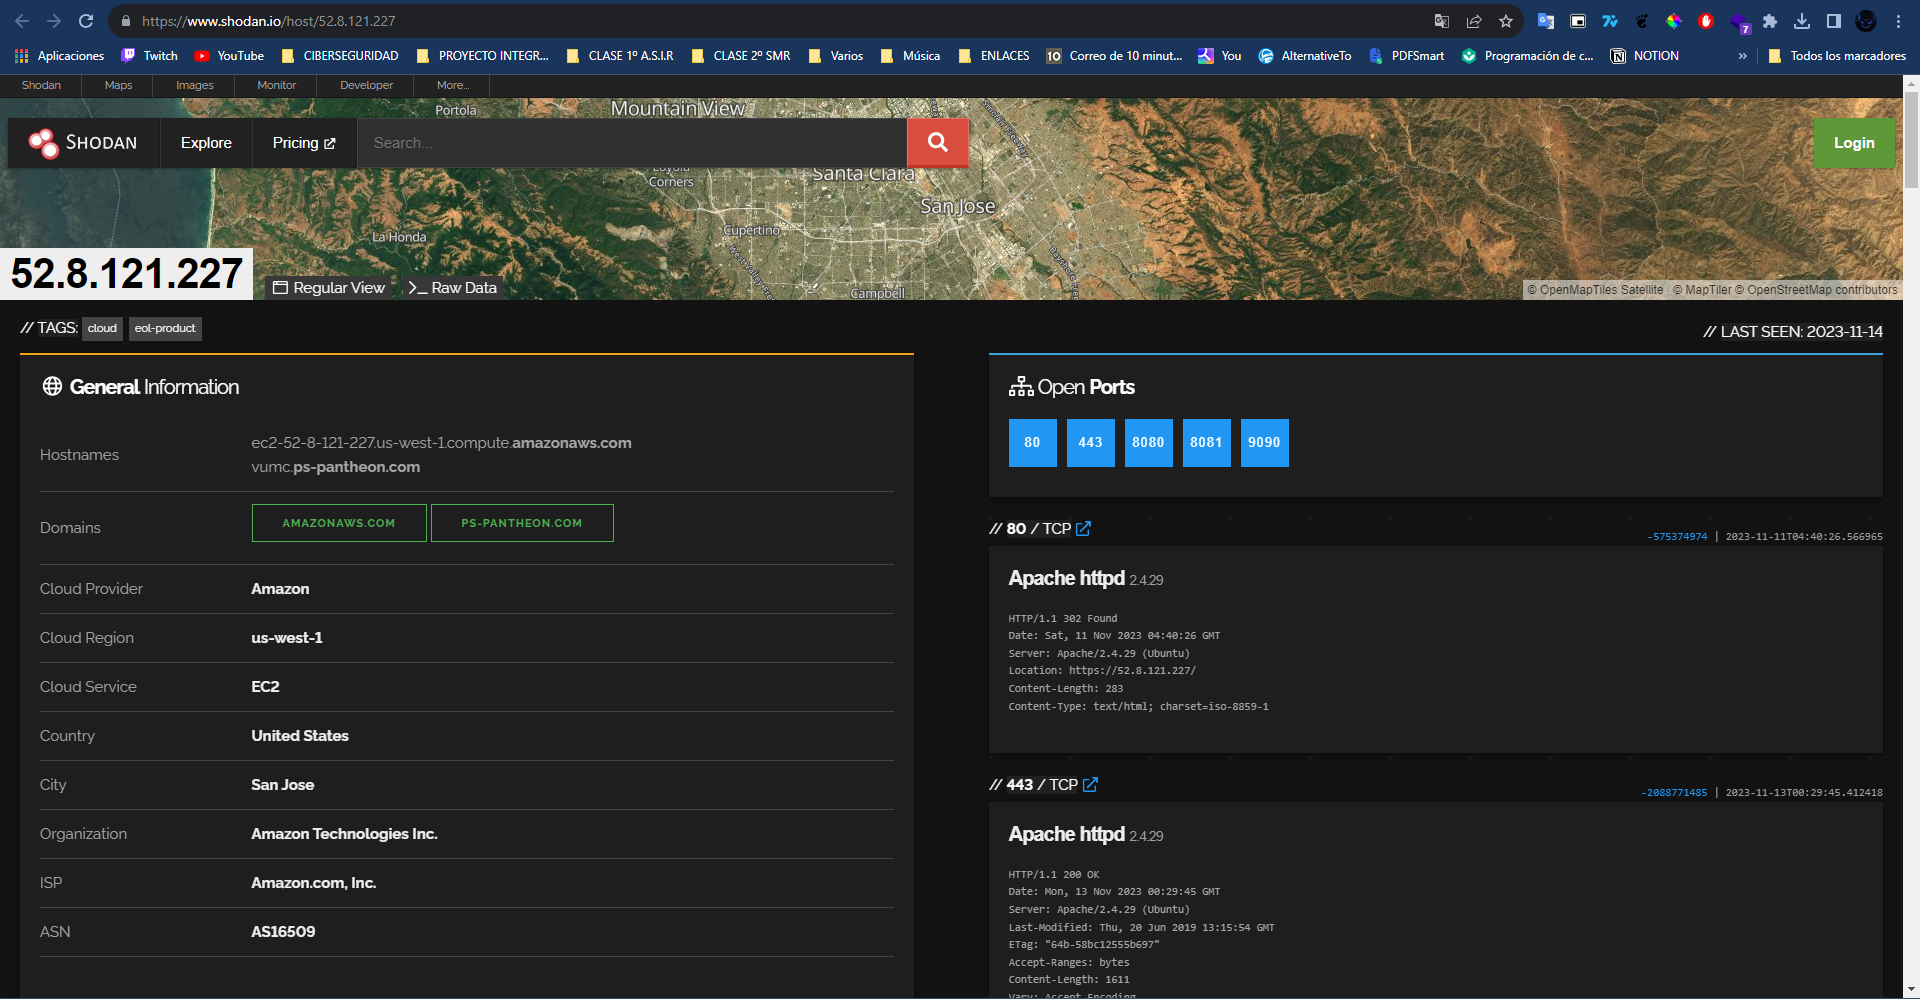 https://www.shodan.io/host/52.8.121.227
Aplicaciones
Twitch
YouTube
CIBERSEGURIDAD
PROYECTO INTEGR...
CLASE 1º A.S.I.R
CLASE 2º SMR
Varios
Música
ENLACES
10 Correo de 10 minut...
You
AlternativeTo
PDFSmart
Programación de c...
NOTION
»
Todos los marcadores
7
Shodan
Maps
Images
Monitor
Developer
More...
Portola
Mountain View
SHODAN
Explore
Pricing
Search...
Login
Loyola
Corners
Santa Clara
San Jose
Cupertino
La Honda
Campbell
52.8.121.227
Regular View
Raw Data
© OpenMapTiles Satellite © MapTiler © OpenStreetMap contributors
// TAGS: cloud eol-product
// LAST SEEN: 2023-11-14
General Information
Hostnames
ec2-52-8-121-227.us-west-1.compute.amazonaws.com
vumc.ps-pantheon.com
Domains
AMAZONAWS.COM
PS-PANTHEON.COM
Cloud Provider
Amazon
Cloud Region
us-west-1
Cloud Service
EC2
Country
United States
City
San Jose
Organization
Amazon Technologies Inc.
ISP
Amazon.com, Inc.
ASN
AS16509
Open Ports
80
443
8080
8081
9090
// 80 / TCP
-575374974 | 2023-11-11T04:40:26.566965
Apache httpd 2.4.29
HTTP/1.1 302 Found
Date: Sat, 11 Nov 2023 04:40:26 GMT
Server: Apache/2.4.29 (Ubuntu)
Location: https://52.8.121.227/
Content-Length: 283
Content-Type: text/html; charset=iso-8859-1
// 443 / TCP
-2088771485 | 2023-11-13T00:29:45.412418
Apache httpd 2.4.29
HTTP/1.1 200 OK
Date: Mon, 13 Nov 2023 00:29:45 GMT
Server: Apache/2.4.29 (Ubuntu)
Last-Modified: Thu, 20 Jun 2019 13:15:54 GMT
ETag: "64b-58bc12555b697"
Accept-Ranges: bytes
Content-Length: 1611
Vary: Accept-Encoding